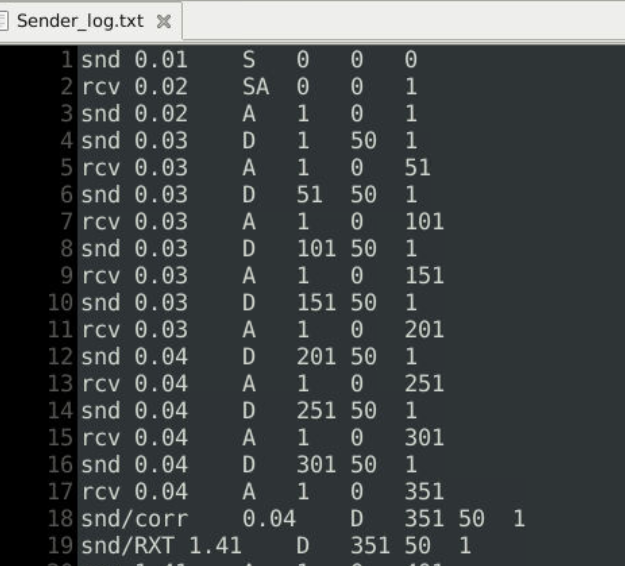 Sender_log.txt
1 snd 0.01 S 0 0 0
2 rcv 0.02 SA 0 0 1
3 snd 0.02 A 1 0 1
4 snd 0.03 D 1 50 1
5 rcv 0.03 A 1 0 51
6 snd 0.03 D 51 50 1
7 rcv 0.03 A 1 0 101
8 snd 0.03 D 101 50 1
9 rcv 0.03 A 1 0 151
10 snd 0.03 D 151 50 1
11 rcv 0.03 A 1 0 201
12 snd 0.04 D 201 50 1
13 rcv 0.04 A 1 0 251
14 snd 0.04 D 251 50 1
15 rcv 0.04 A 1 0 301
16 snd 0.04 D 301 50 1
17 rcv 0.04 A 1 0 351
18 snd/corr 0.04 D 351 50 1
19 snd/RXT 1.41 D 351 50 1